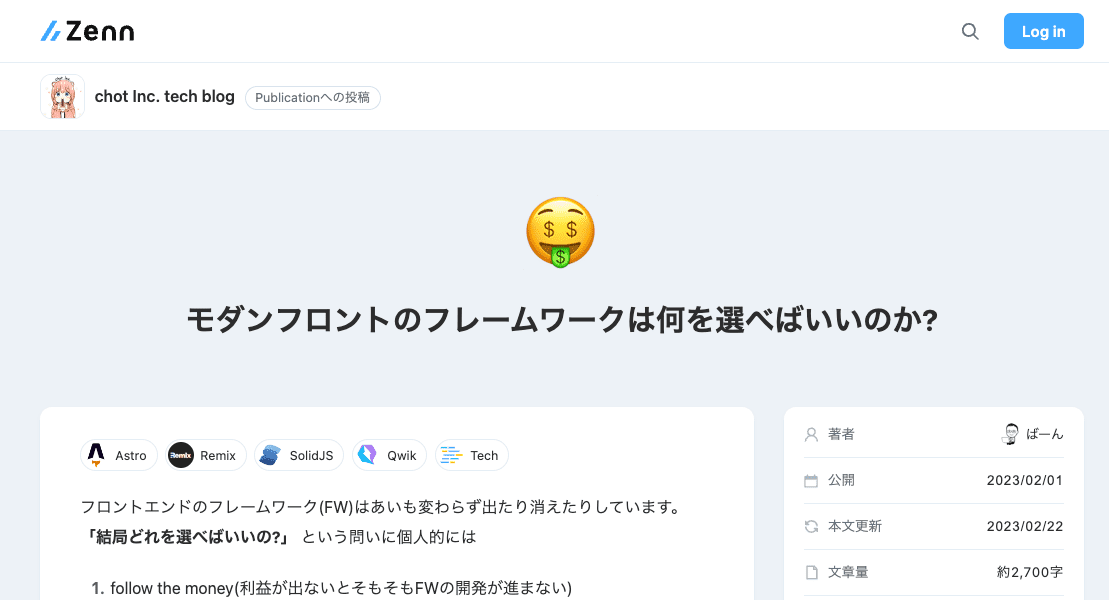 Zenn
Log in
chot Inc. tech blog
Publicationへの投稿
モダンフロントのフレームワークは何を選べばいいのか?
Astro
Remix
Remix
SolidJS
Qwik
Tech
フロントエンドのフレームワーク(FW)はあいも変わらず出たり消えたりしています。
「結局どれを選べばいいの?」 という問いに個人的には
1. follow the money(利益が出ないとそもそもFWの開発が進まない)
著者
ばーん
公開
2023/02/01
本文更新
2023/02/22
文章量
約2,700字